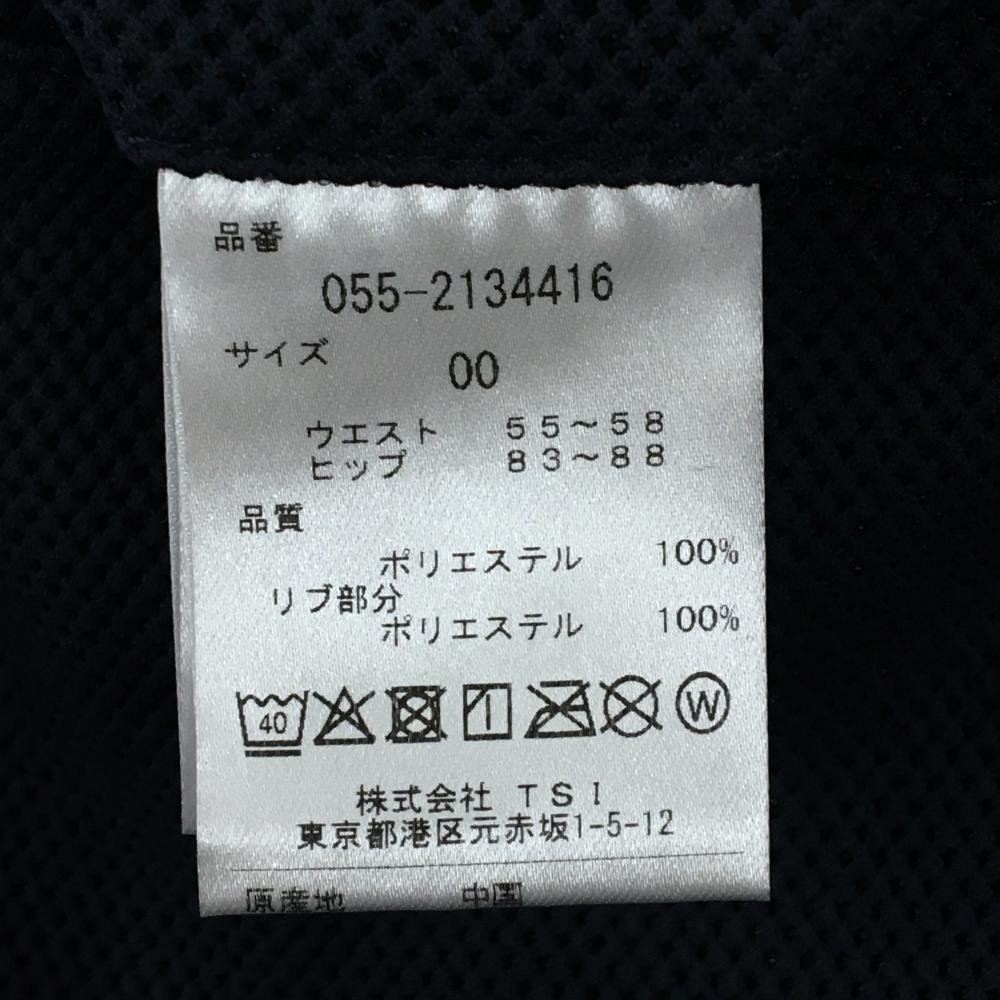 品番
055-2134416
サイズ 00
ウエスト 55~58
ヒップ 83~88
品質
ポリエステル 100%
リブ部分
ポリエステル 100%
40 W
株式会社 TSI
東京都港区元赤坂1-5-12
原産地 中国